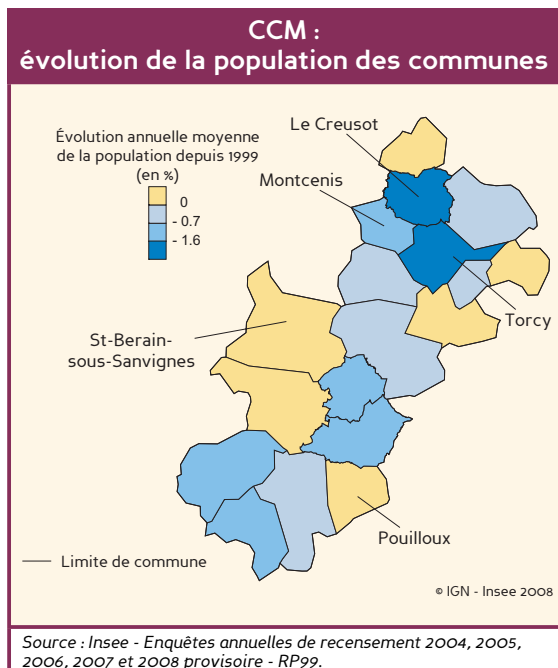 CCM :
évolution de la population des communes
Évolution annuelle moyenne
de la population depuis 1999
(en %)
0
- 0.7
- 1.6
Le Creusot
Montcenis
Torcy
St-Berain-
sous-Sanvignes
Pouilloux
Limite de commune
© IGN - Insee 2008
Source : Insee - Enquêtes annuelles de recensement 2004, 2005,
2006, 2007 et 2008 provisoire - RP99.